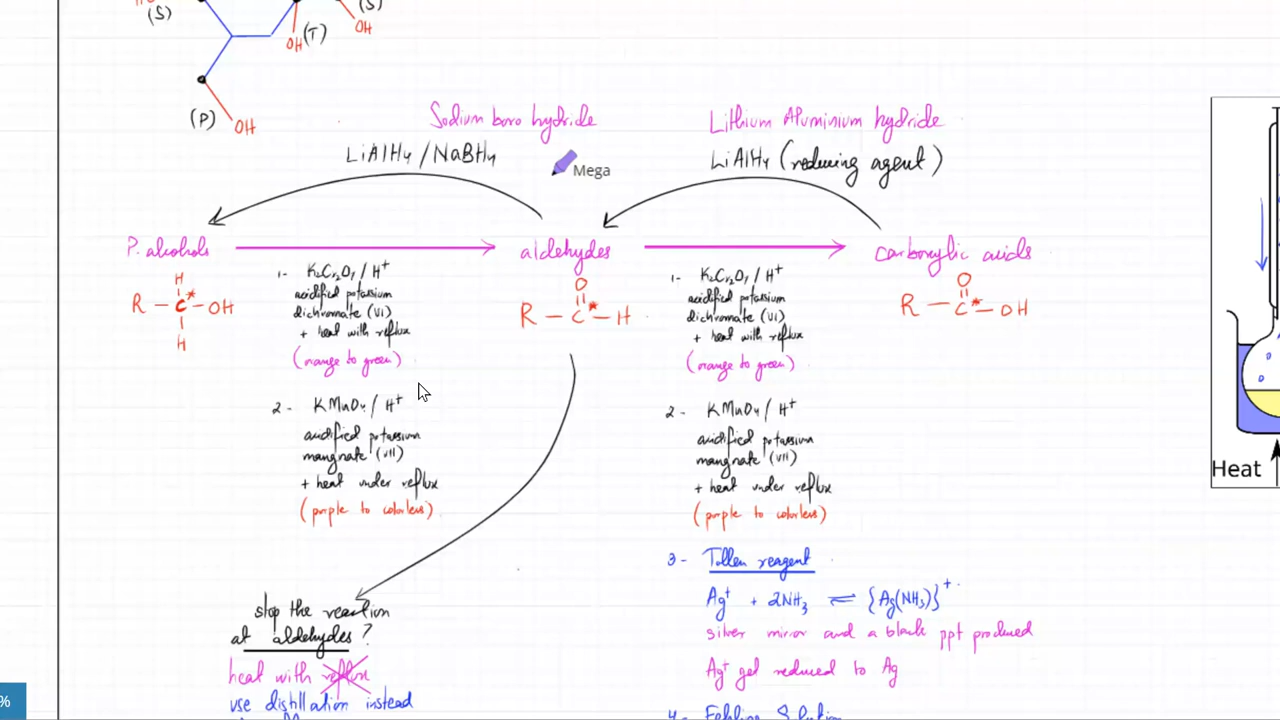 (S)
(S)
OH
OH (T)
(P)
OH
Sodium boro hydride
Lithium Aluminium hydride
LiAlH4 / NaBH4
LiAlH4 (reducing agent)
Mega
P. alcohols
aldehydes
carboxylic acids
H
R - C* - OH
H
O
R - C* - H
O
R - C* - OH
1- K2Cr2O7 / H+
acidified potassium
dichromate (VI)
+ heat with reflux
(orange to green)
2- KMnO4 / H+
acidified potassium
mangnate (VII)
+ heat under reflux
(purple to colorless)
1- K2Cr2O7 / H+
acidified potassium
dichromate (VI)
+ heat with reflux
(orange to green)
2- KMnO4 / H+
acidified potassium
mangnate (VII)
+ heat under reflux
(purple to colorless)
3- Tollen reagent
Ag+ + 2NH3 ⇌ {Ag(NH3)}+
silver mirror and a black ppt produced
Ag+ get reduced to Ag
4- Fehling Solution
stop the reaction
at aldehydes?
heat with reflux
use distillation instead
Heat
%